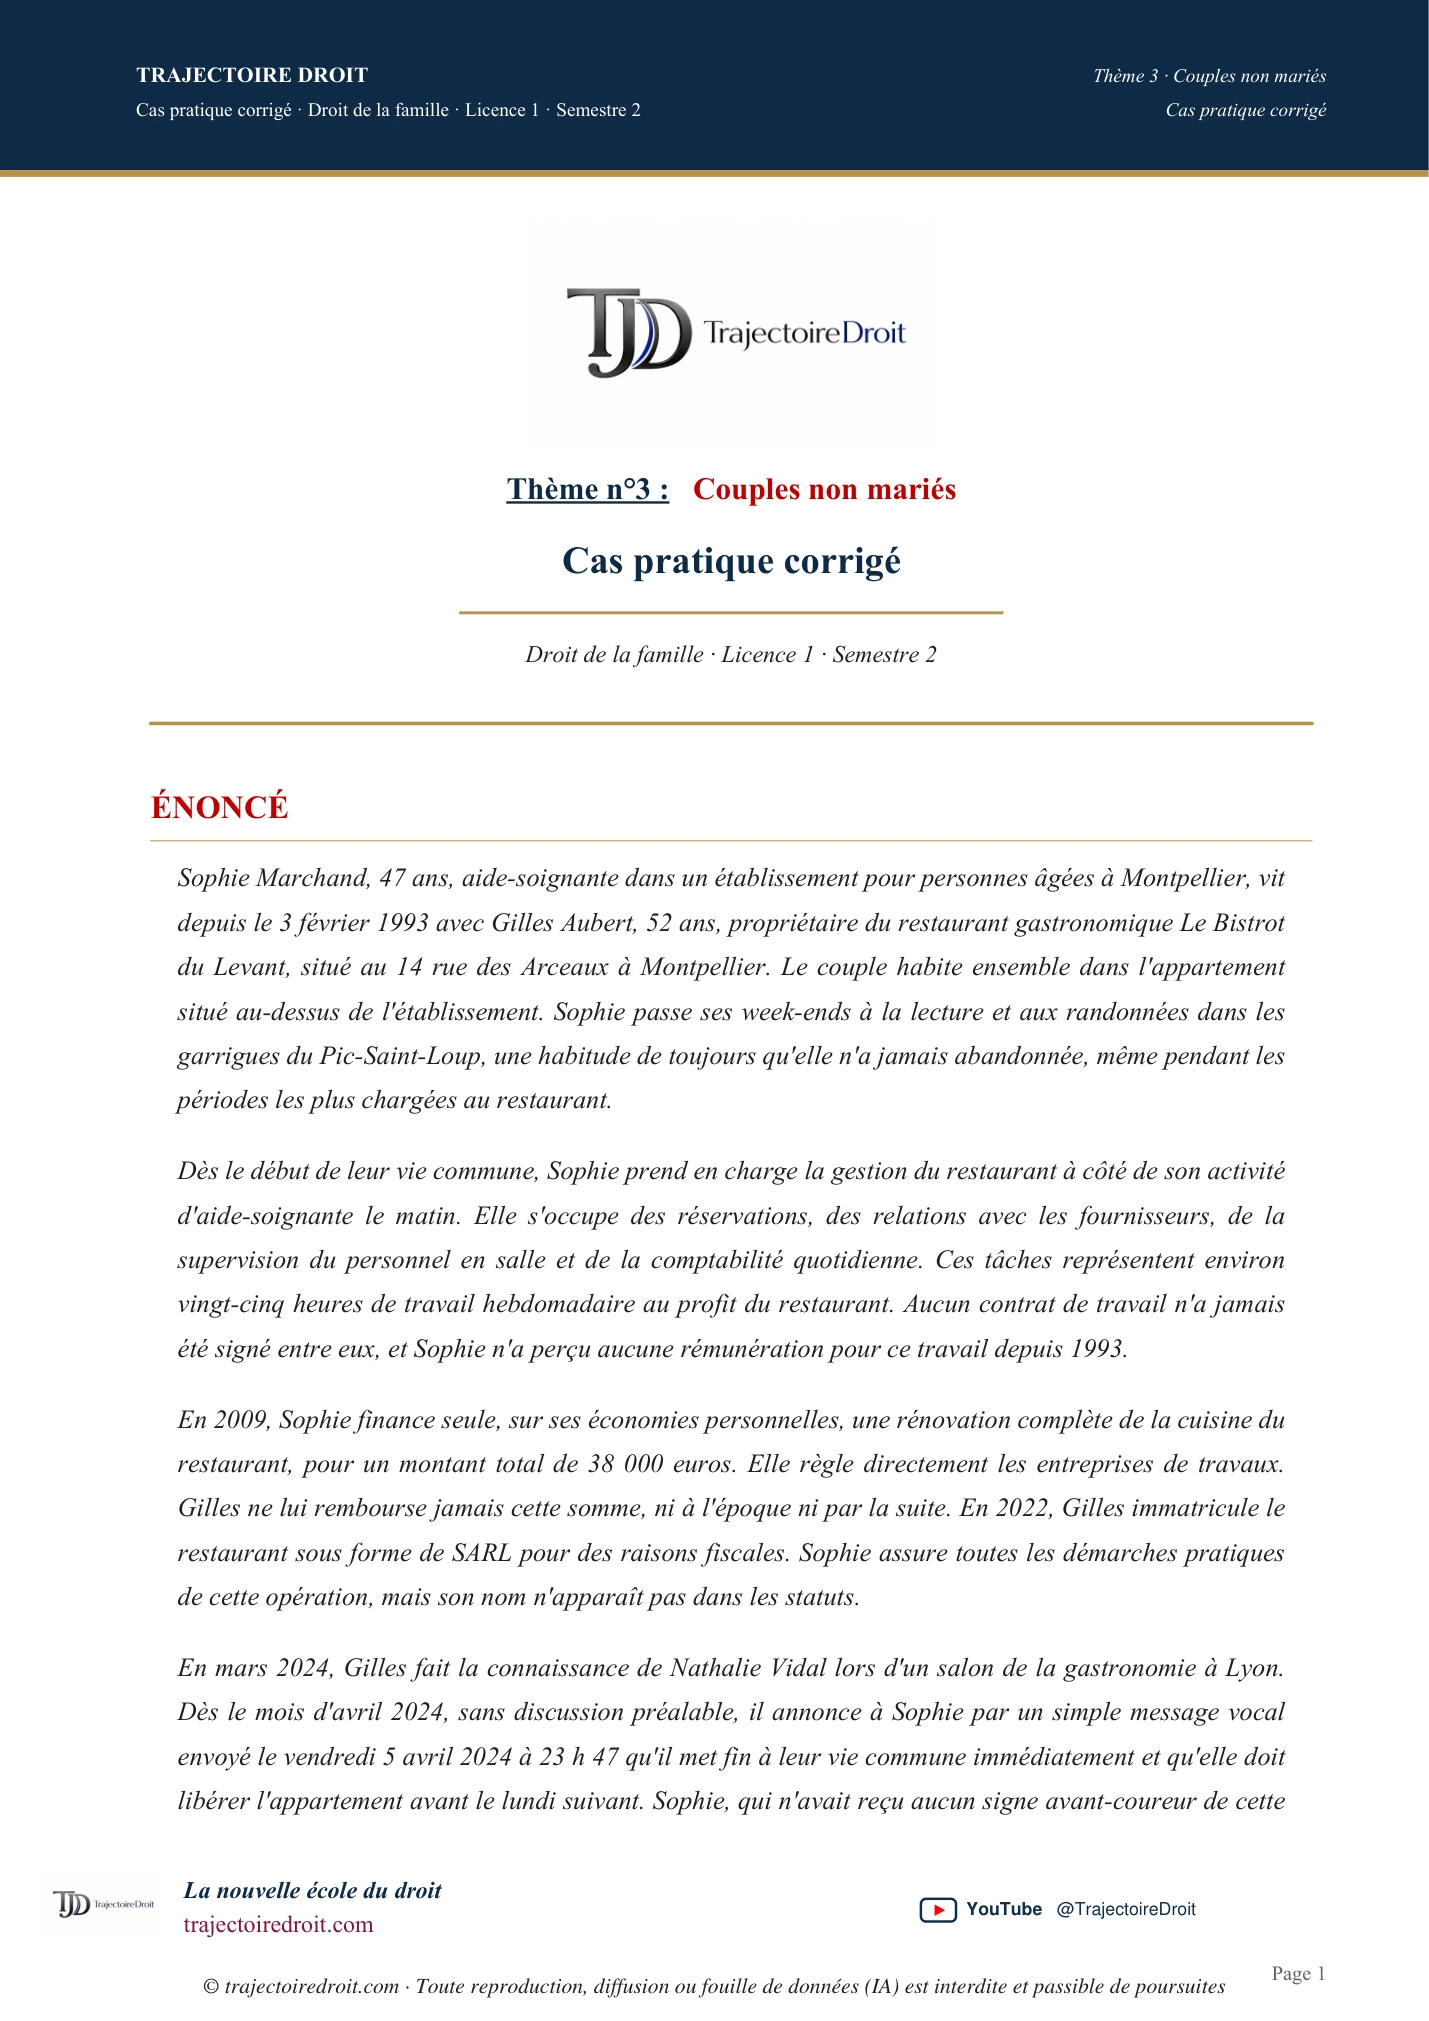 TRAJECTOIRE DROIT
Cas pratique corrigé · Droit de la famille · Licence 1 · Semestre 2
Thème 3 · Couples non mariés
Cas pratique corrigé
TJD TrajectoireDroit
Thème n°3 : Couples non mariés
Cas pratique corrigé
Droit de la famille · Licence 1 · Semestre 2
ÉNONCÉ
Sophie Marchand, 47 ans, aide-soignante dans un établissement pour personnes âgées à Montpellier, vit
depuis le 3 février 1993 avec Gilles Aubert, 52 ans, propriétaire du restaurant gastronomique Le Bistrot
du Levant, situé au 14 rue des Arceaux à Montpellier. Le couple habite ensemble dans l'appartement
situé au-dessus de l'établissement. Sophie passe ses week-ends à la lecture et aux randonnées dans les
garrigues du Pic-Saint-Loup, une habitude de toujours qu'elle n'a jamais abandonnée, même pendant les
périodes les plus chargées au restaurant.
Dès le début de leur vie commune, Sophie prend en charge la gestion du restaurant à côté de son activité
d'aide-soignante le matin. Elle s'occupe des réservations, des relations avec les fournisseurs, de la
supervision du personnel en salle et de la comptabilité quotidienne. Ces tâches représentent environ
vingt-cinq heures de travail hebdomadaire au profit du restaurant. Aucun contrat de travail n'a jamais
été signé entre eux, et Sophie n'a perçu aucune rémunération pour ce travail depuis 1993.
En 2009, Sophie finance seule, sur ses économies personnelles, une rénovation complète de la cuisine du
restaurant, pour un montant total de 38 000 euros. Elle règle directement les entreprises de travaux.
Gilles ne lui rembourse jamais cette somme, ni à l'époque ni par la suite. En 2022, Gilles immatricule le
restaurant sous forme de SARL pour des raisons fiscales. Sophie assure toutes les démarches pratiques
de cette opération, mais son nom n'apparaît pas dans les statuts.
En mars 2024, Gilles fait la connaissance de Nathalie Vidal lors d'un salon de la gastronomie à Lyon.
Dès le mois d'avril 2024, sans discussion préalable, il annonce à Sophie par un simple message vocal
envoyé le vendredi 5 avril 2024 à 23 h 47 qu'il met fin à leur vie commune immédiatement et qu'elle doit
libérer l'appartement avant le lundi suivant. Sophie, qui n'avait reçu aucun signe avant-coureur de cette
TJD TrajectoireDroit
La nouvelle école du droit
trajectoiredroit.com
YouTube @TrajectoireDroit
© trajectoiredroit.com · Toute reproduction, diffusion ou fouille de données (IA) est interdite et passible de poursuites
Page 1